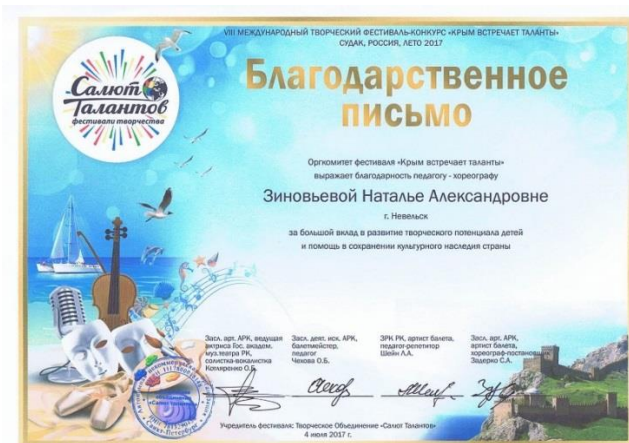 VIII МЕЖДУНАРОДНЫЙ ТВОРЧЕСКИЙ ФЕСТИВАЛЬ-КОНКУРС «КРЫМ ВСТРЕЧАЕТ ТАЛАНТЫ»
СУДАК, РОССИЯ, ЛЕТО 2017
Салют
Талантов
фестивали творчества
Благодарственное
письмо
Оргкомитет фестиваля «Крым встречает таланты»
выражает благодарность педагогу - хореографу
Зиновьевой Наталье Александровне
г. Невельск
за большой вклад в развитие творческого потенциала детей
и помощь в сохранении культурного наследия страны
Засл. арт. АРК, ведущая
актриса Гос. академ.
муз.театра РК,
солистка-вокалистка
Котляренко О.Б.
Засл. деят. иск. АРК,
балетмейстер,
педагог
Чехова О.Б.
ЗРК РК, артист балета,
педагог-репетитор
Шейн Л.А.
Засл. арт. АРК,
артист балета,
хореограф-постановщик
Задерко С.А.
Учредитель фестиваля: Творческое Объединение «Салют Талантов»
4 июля 2017 г.